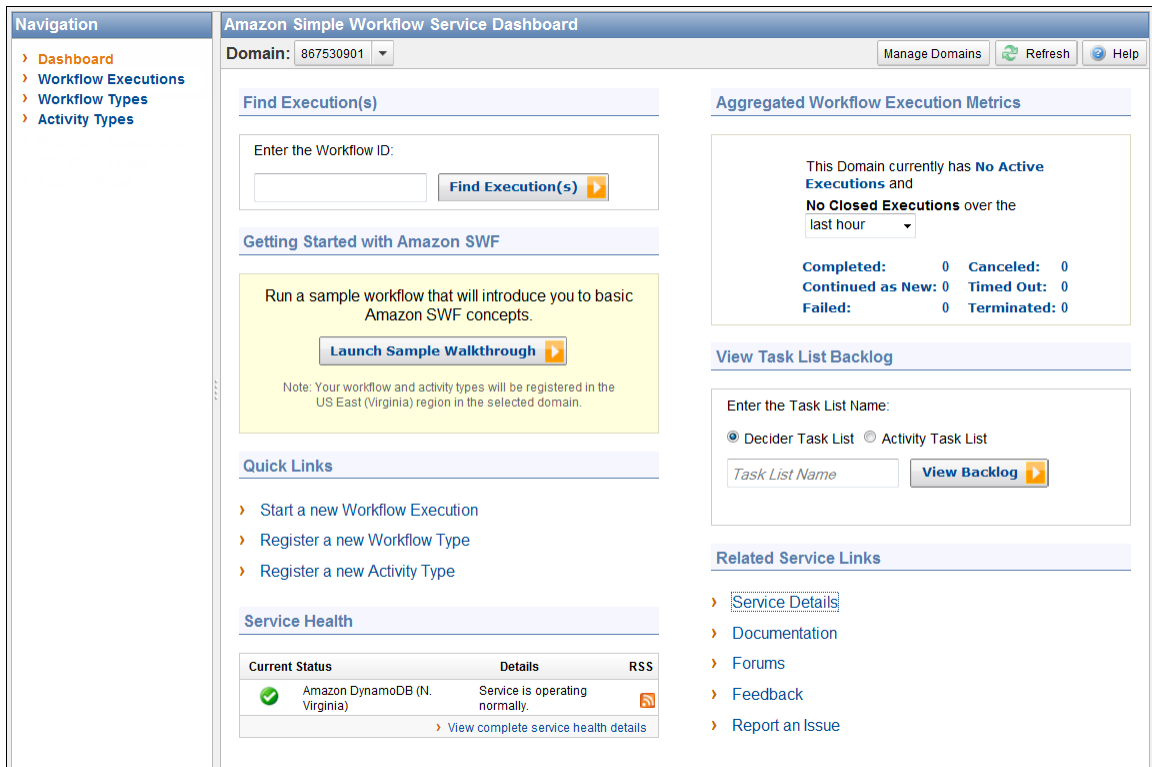 Navigation
Dashboard
Workflow Executions
Workflow Types
Activity Types
Amazon Simple Workflow Service Dashboard
Domain: 867530901
Manage Domains
Refresh
Help
Find Execution(s)
Enter the Workflow ID:
Find Execution(s)
Getting Started with Amazon SWF
Run a sample workflow that will introduce you to basic
Amazon SWF concepts.
Launch Sample Walkthrough
Note: Your workflow and activity types will be registered in the
US East (Virginia) region in the selected domain.
Quick Links
Start a new Workflow Execution
Register a new Workflow Type
Register a new Activity Type
Service Health
Current Status Details RSS
Amazon DynamoDB (N. Service is operating
Virginia) normally.
View complete service health details
Aggregated Workflow Execution Metrics
This Domain currently has No Active
Executions and
No Closed Executions over the
last hour
Completed: 0 Canceled: 0
Continued as New: 0 Timed Out: 0
Failed: 0 Terminated: 0
View Task List Backlog
Enter the Task List Name:
Decider Task List Activity Task List
Task List Name View Backlog
Related Service Links
Service Details
Documentation
Forums
Feedback
Report an Issue